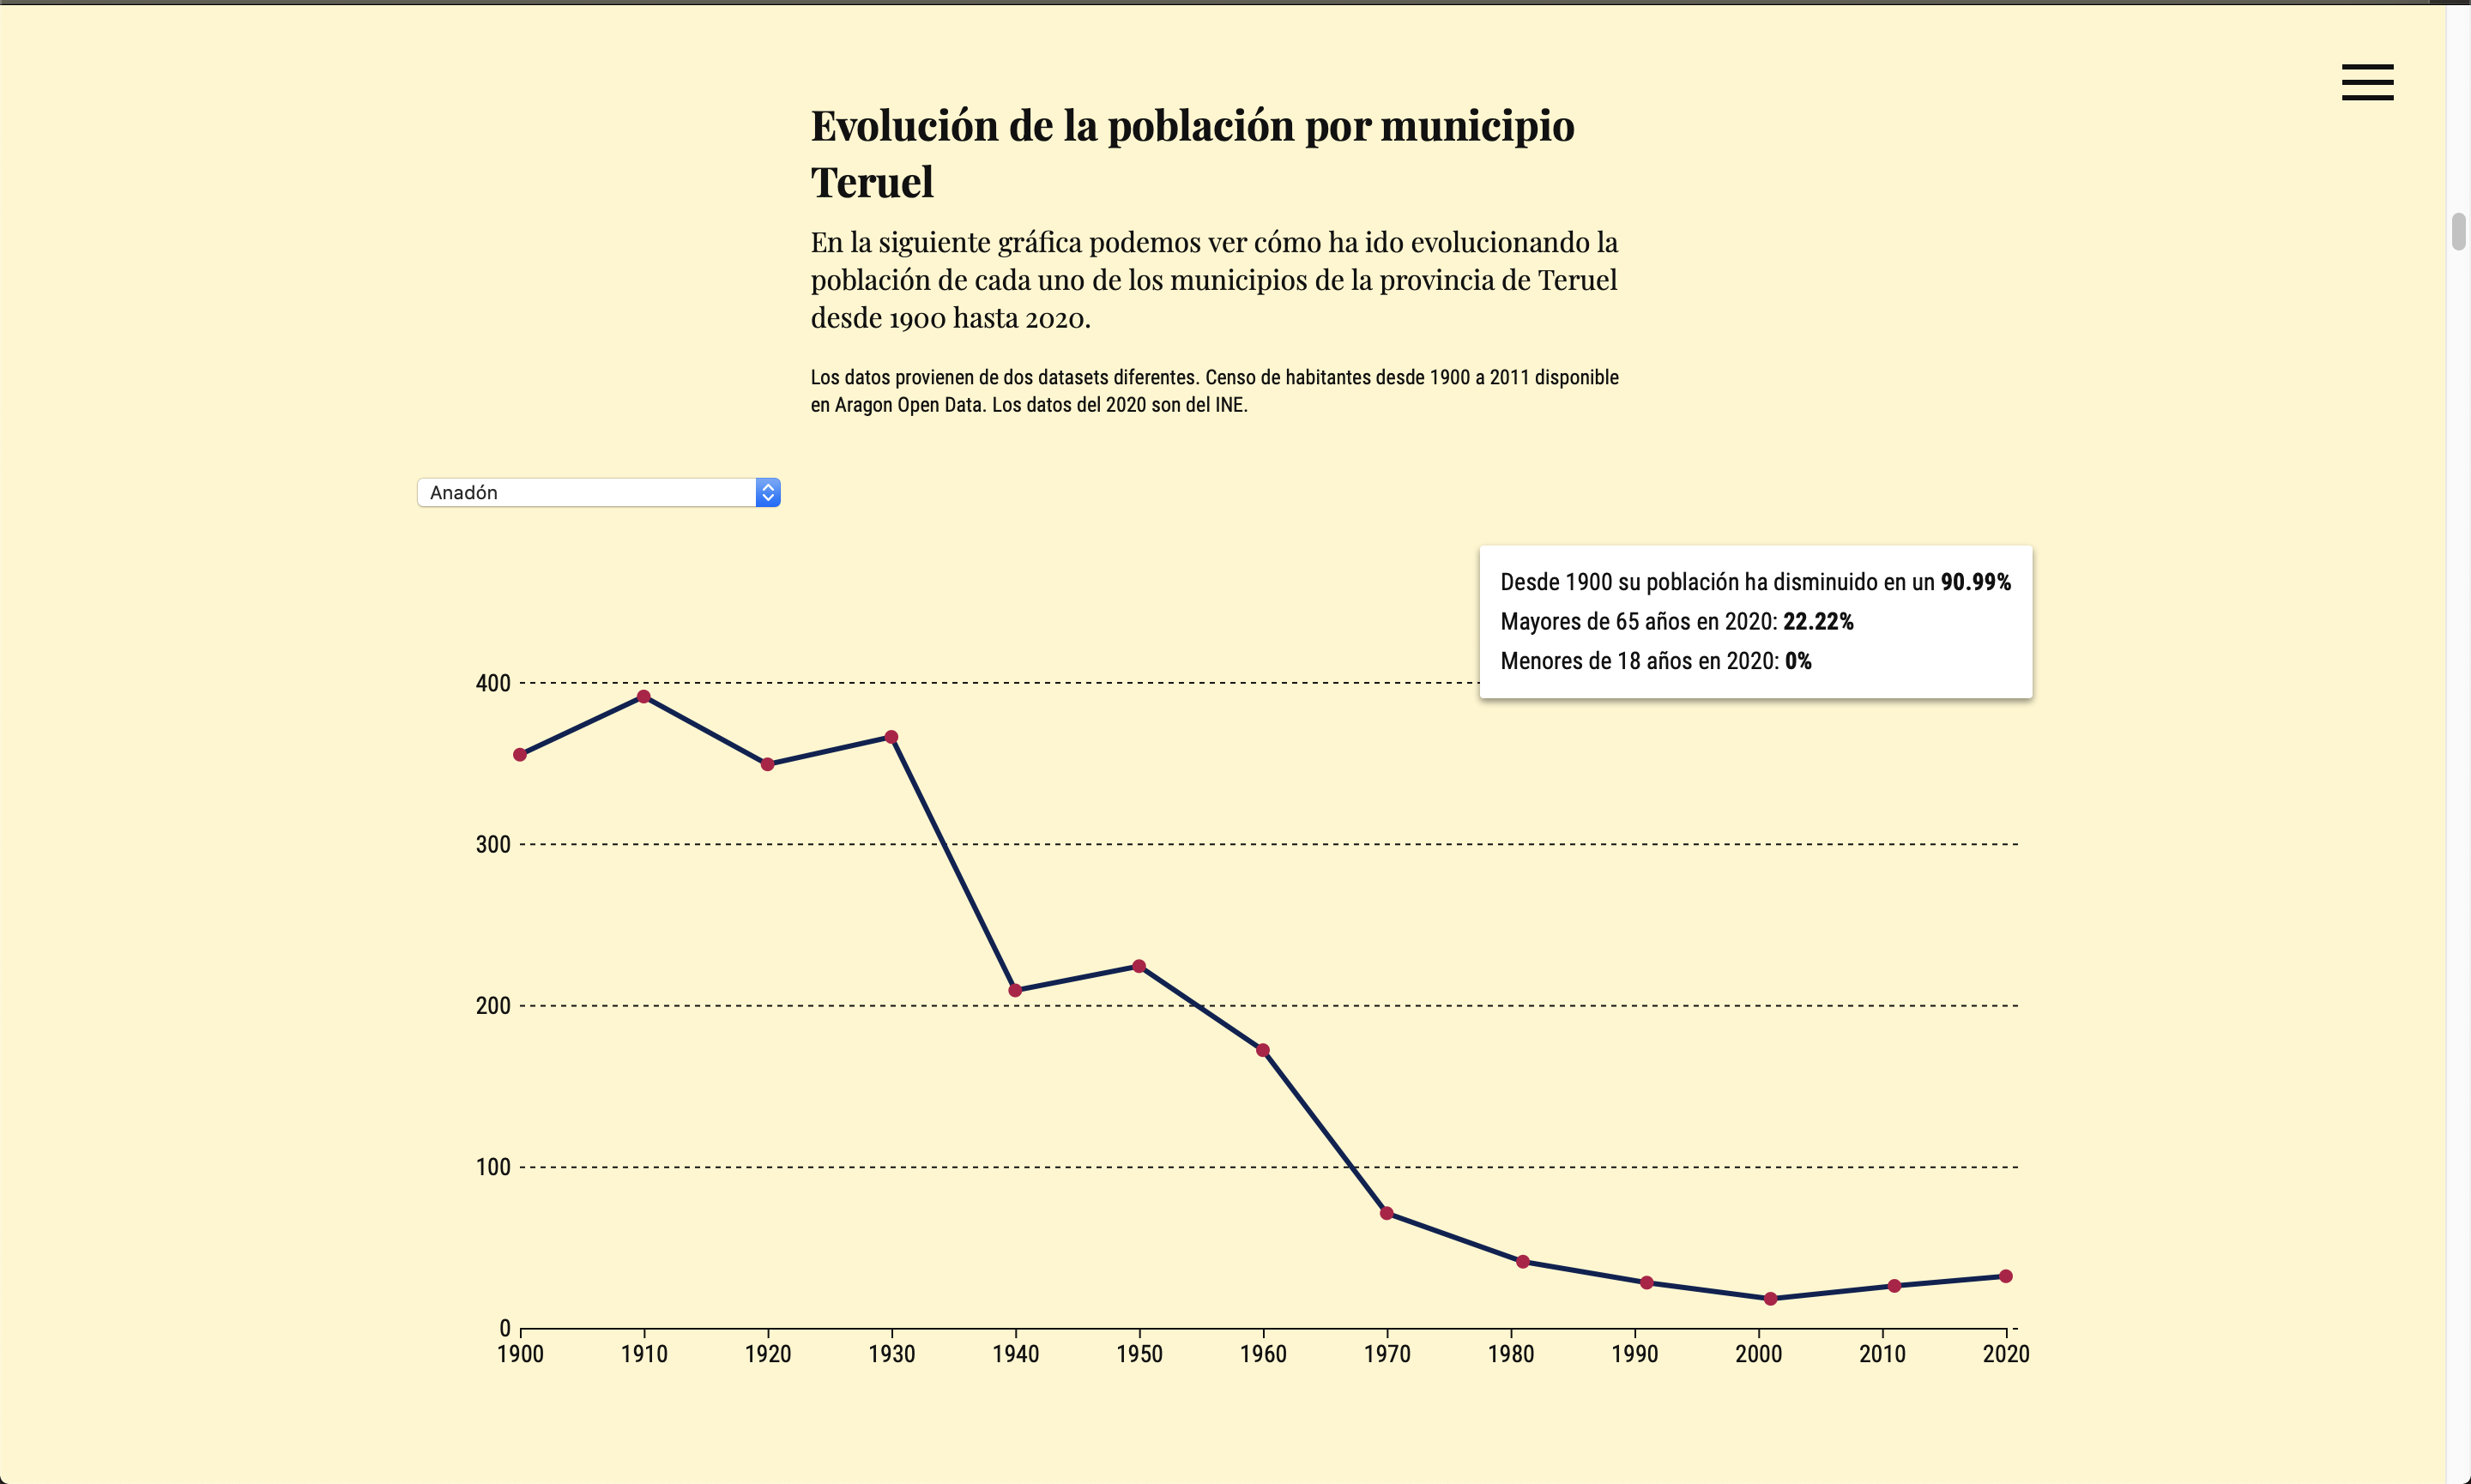 Evolución de la población por municipio
Teruel
En la siguiente gráfica podemos ver cómo ha ido evolucionando la
población de cada uno de los municipios de la provincia de Teruel
desde 1900 hasta 2020.
Los datos provienen de dos datasets diferentes. Censo de habitantes desde 1900 a 2011 disponible
en Aragon Open Data. Los datos del 2020 son del INE.
Anadón
Desde 1900 su población ha disminuido en un 90.99%
Mayores de 65 años en 2020: 22.22%
Menores de 18 años en 2020: 0%
400
300
200
100
0
1900 1910 1920 1930 1940 1950 1960 1970 1980 1990 2000 2010 2020